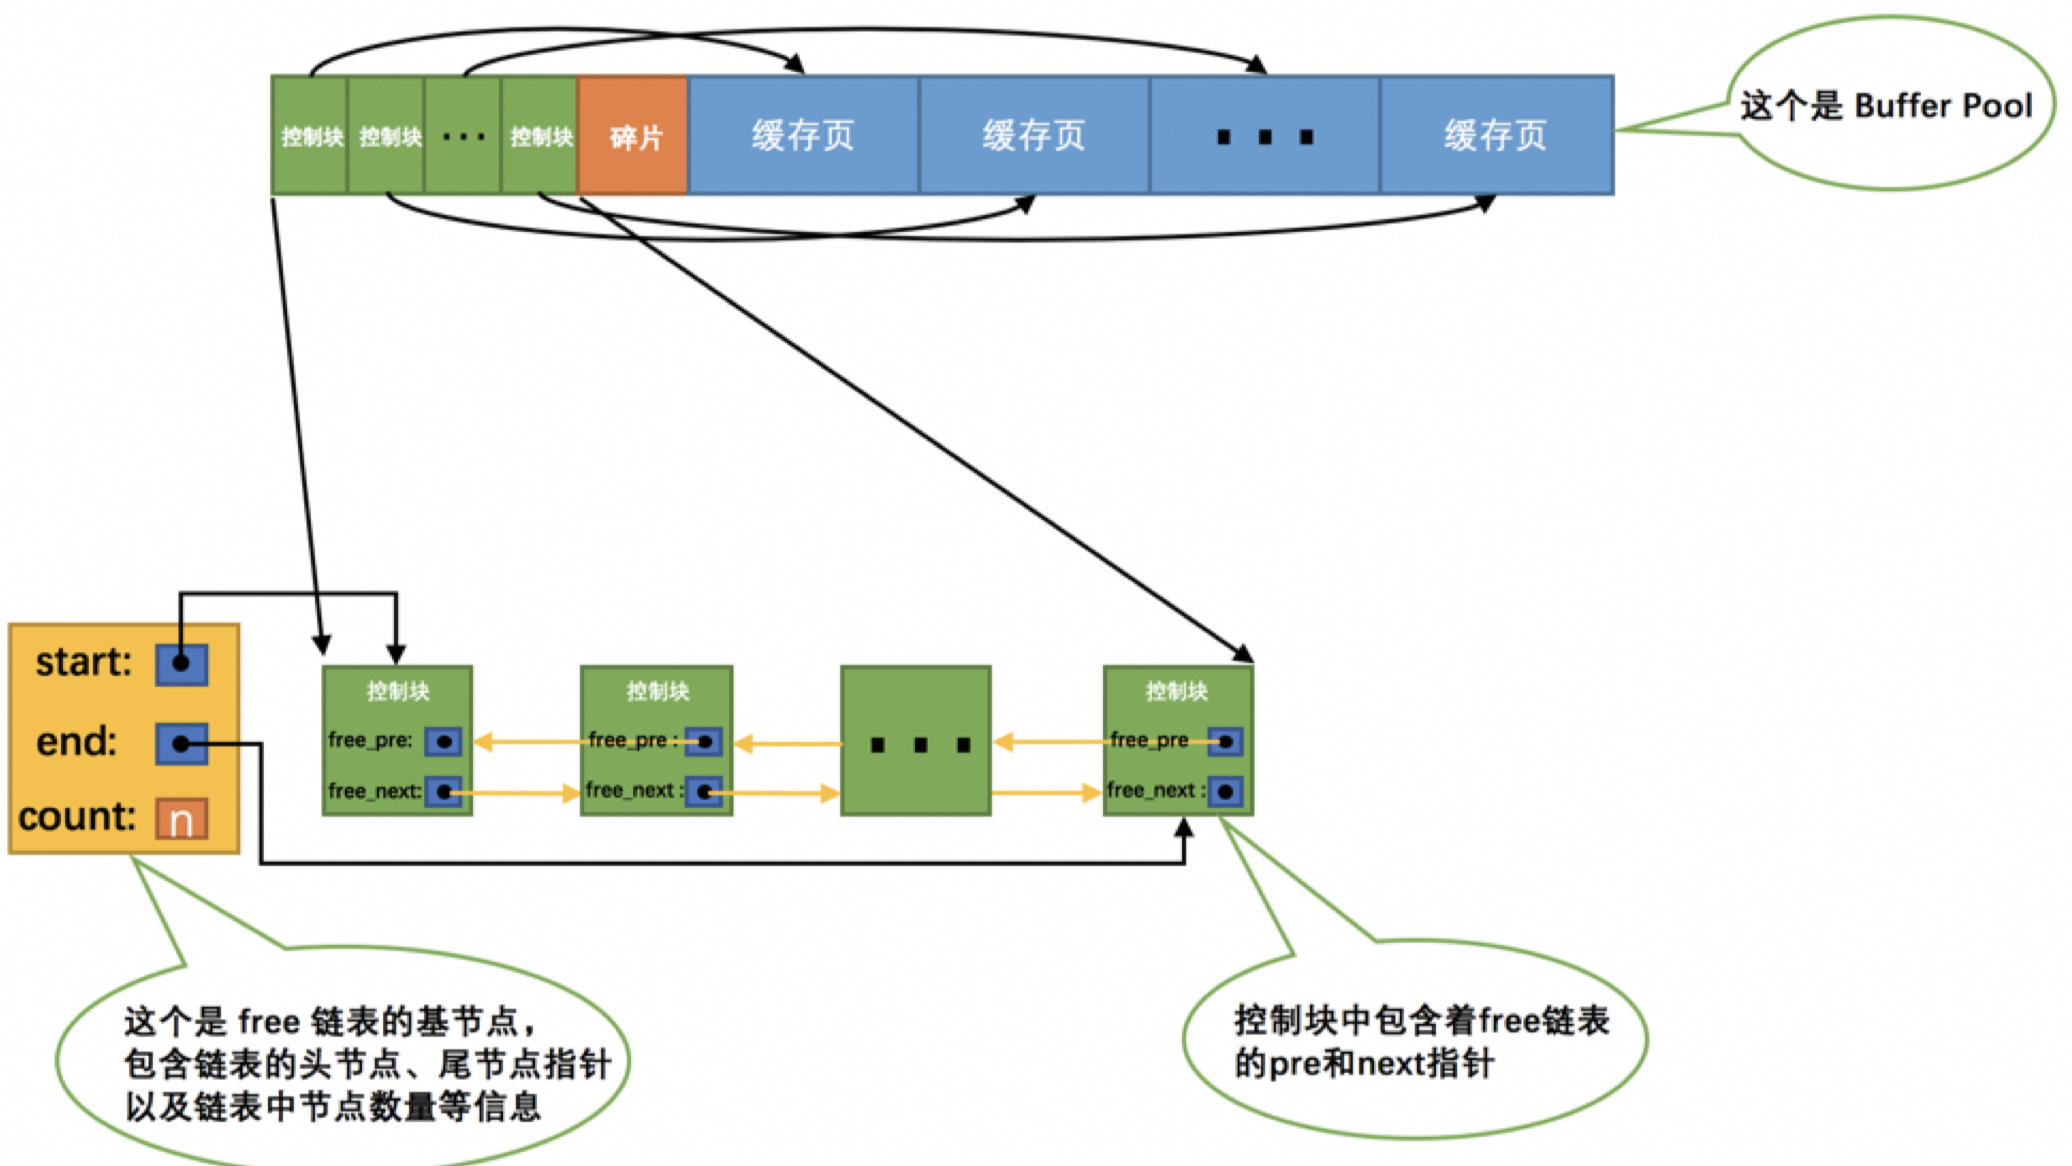 控制块 控制块 ··· 控制块 碎片 缓存页 缓存页 ■ ■ ■ 缓存页
这个是 Buffer Pool
start:
end:
count: n
控制块
free_pre:
free_next:
控制块
free_pre :
free_next :
■ ■ ■
控制块
free_pre
free_next :
这个是 free 链表的基节点，
包含链表的头节点、尾节点指针
以及链表中节点数量等信息
控制块中包含着free链表
的pre和next指针